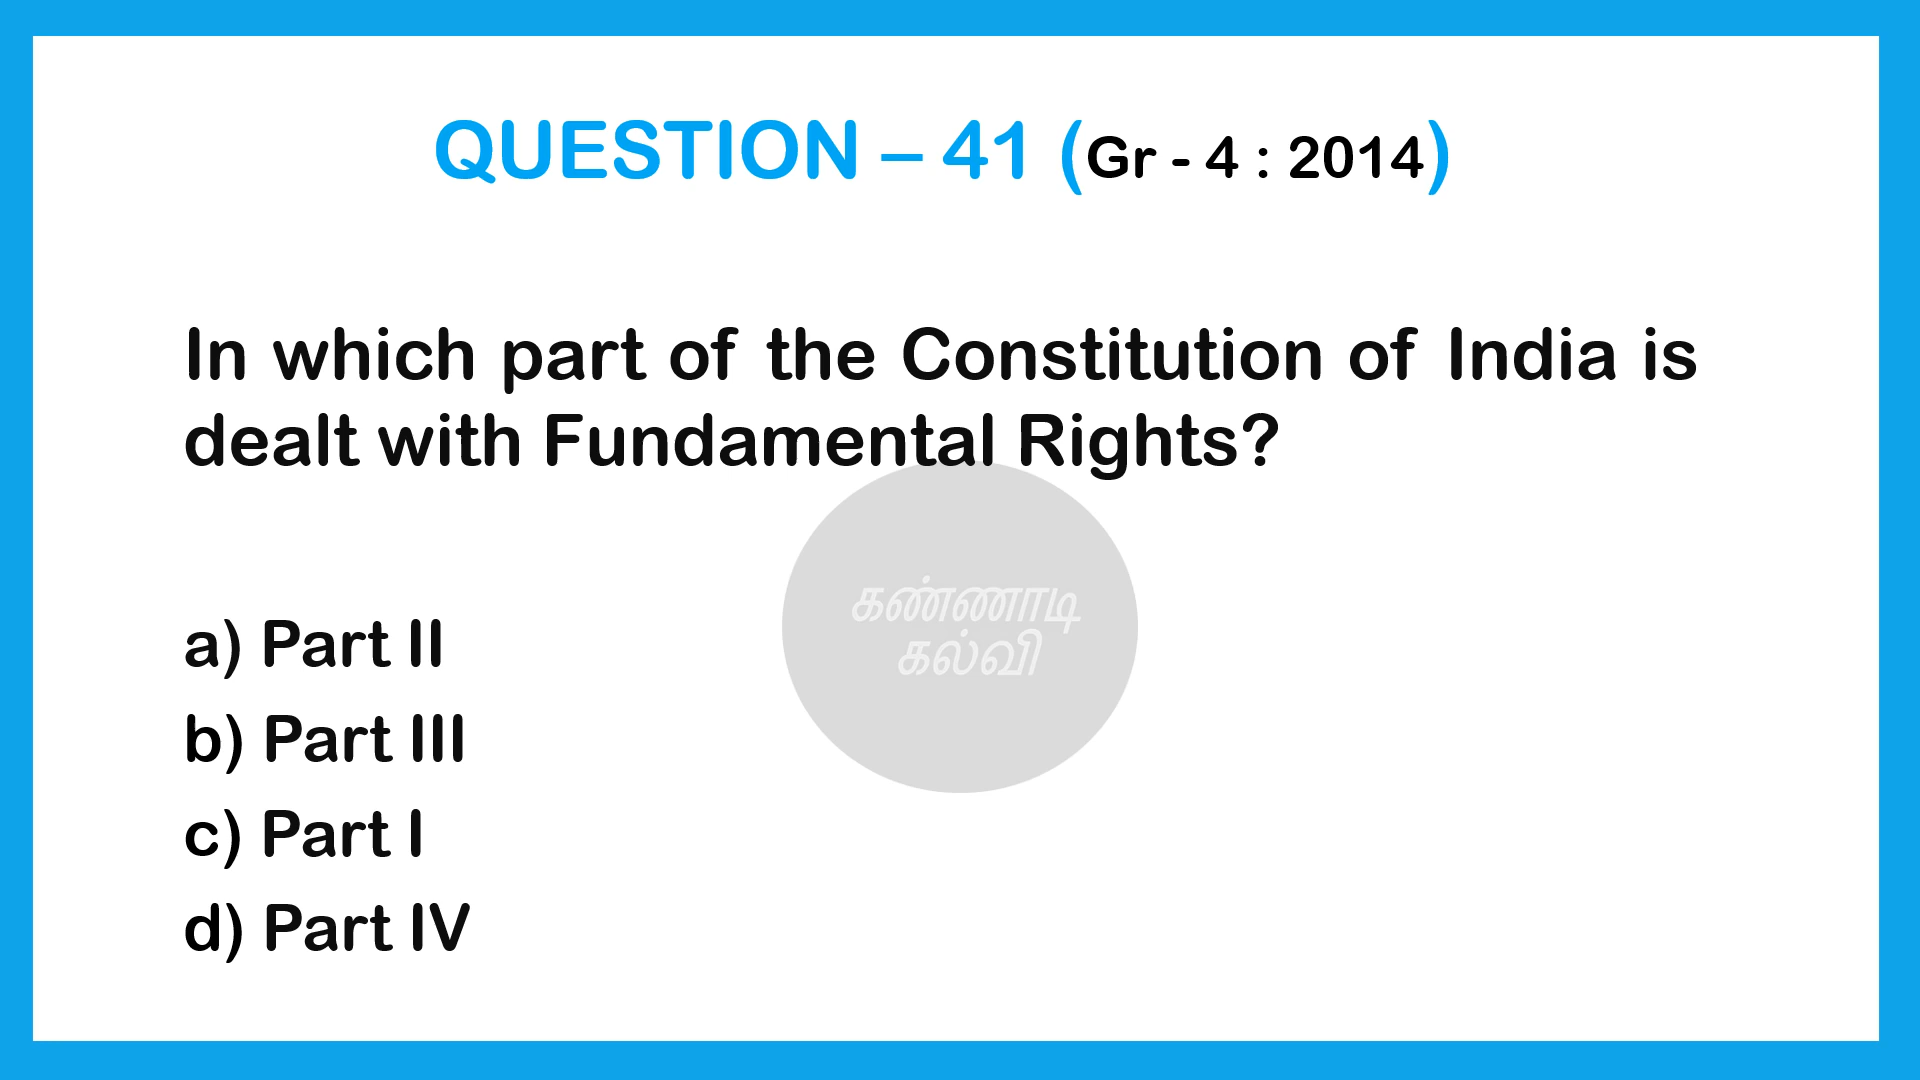 QUESTION – 41 (Gr - 4 : 2014)
In which part of the Constitution of India is
dealt with Fundamental Rights?
கண்ணாடி
கல்வி
a) Part II
b) Part III
c) Part I
d) Part IV